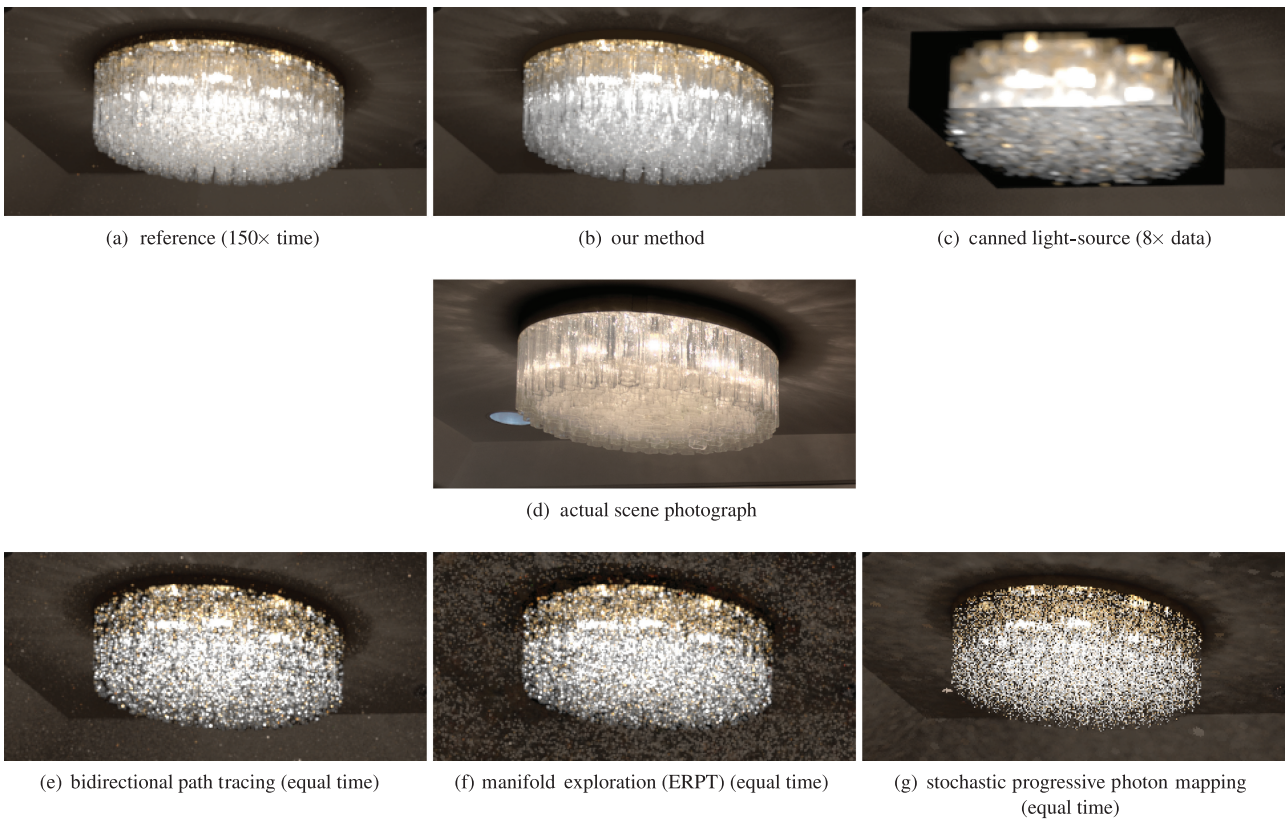 (a) reference (150× time)
(b) our method
(c) canned light-source (8× data)
(d) actual scene photograph
(e) bidirectional path tracing (equal time)
(f) manifold exploration (ERPT) (equal time)
(g) stochastic progressive photon mapping
(equal time)